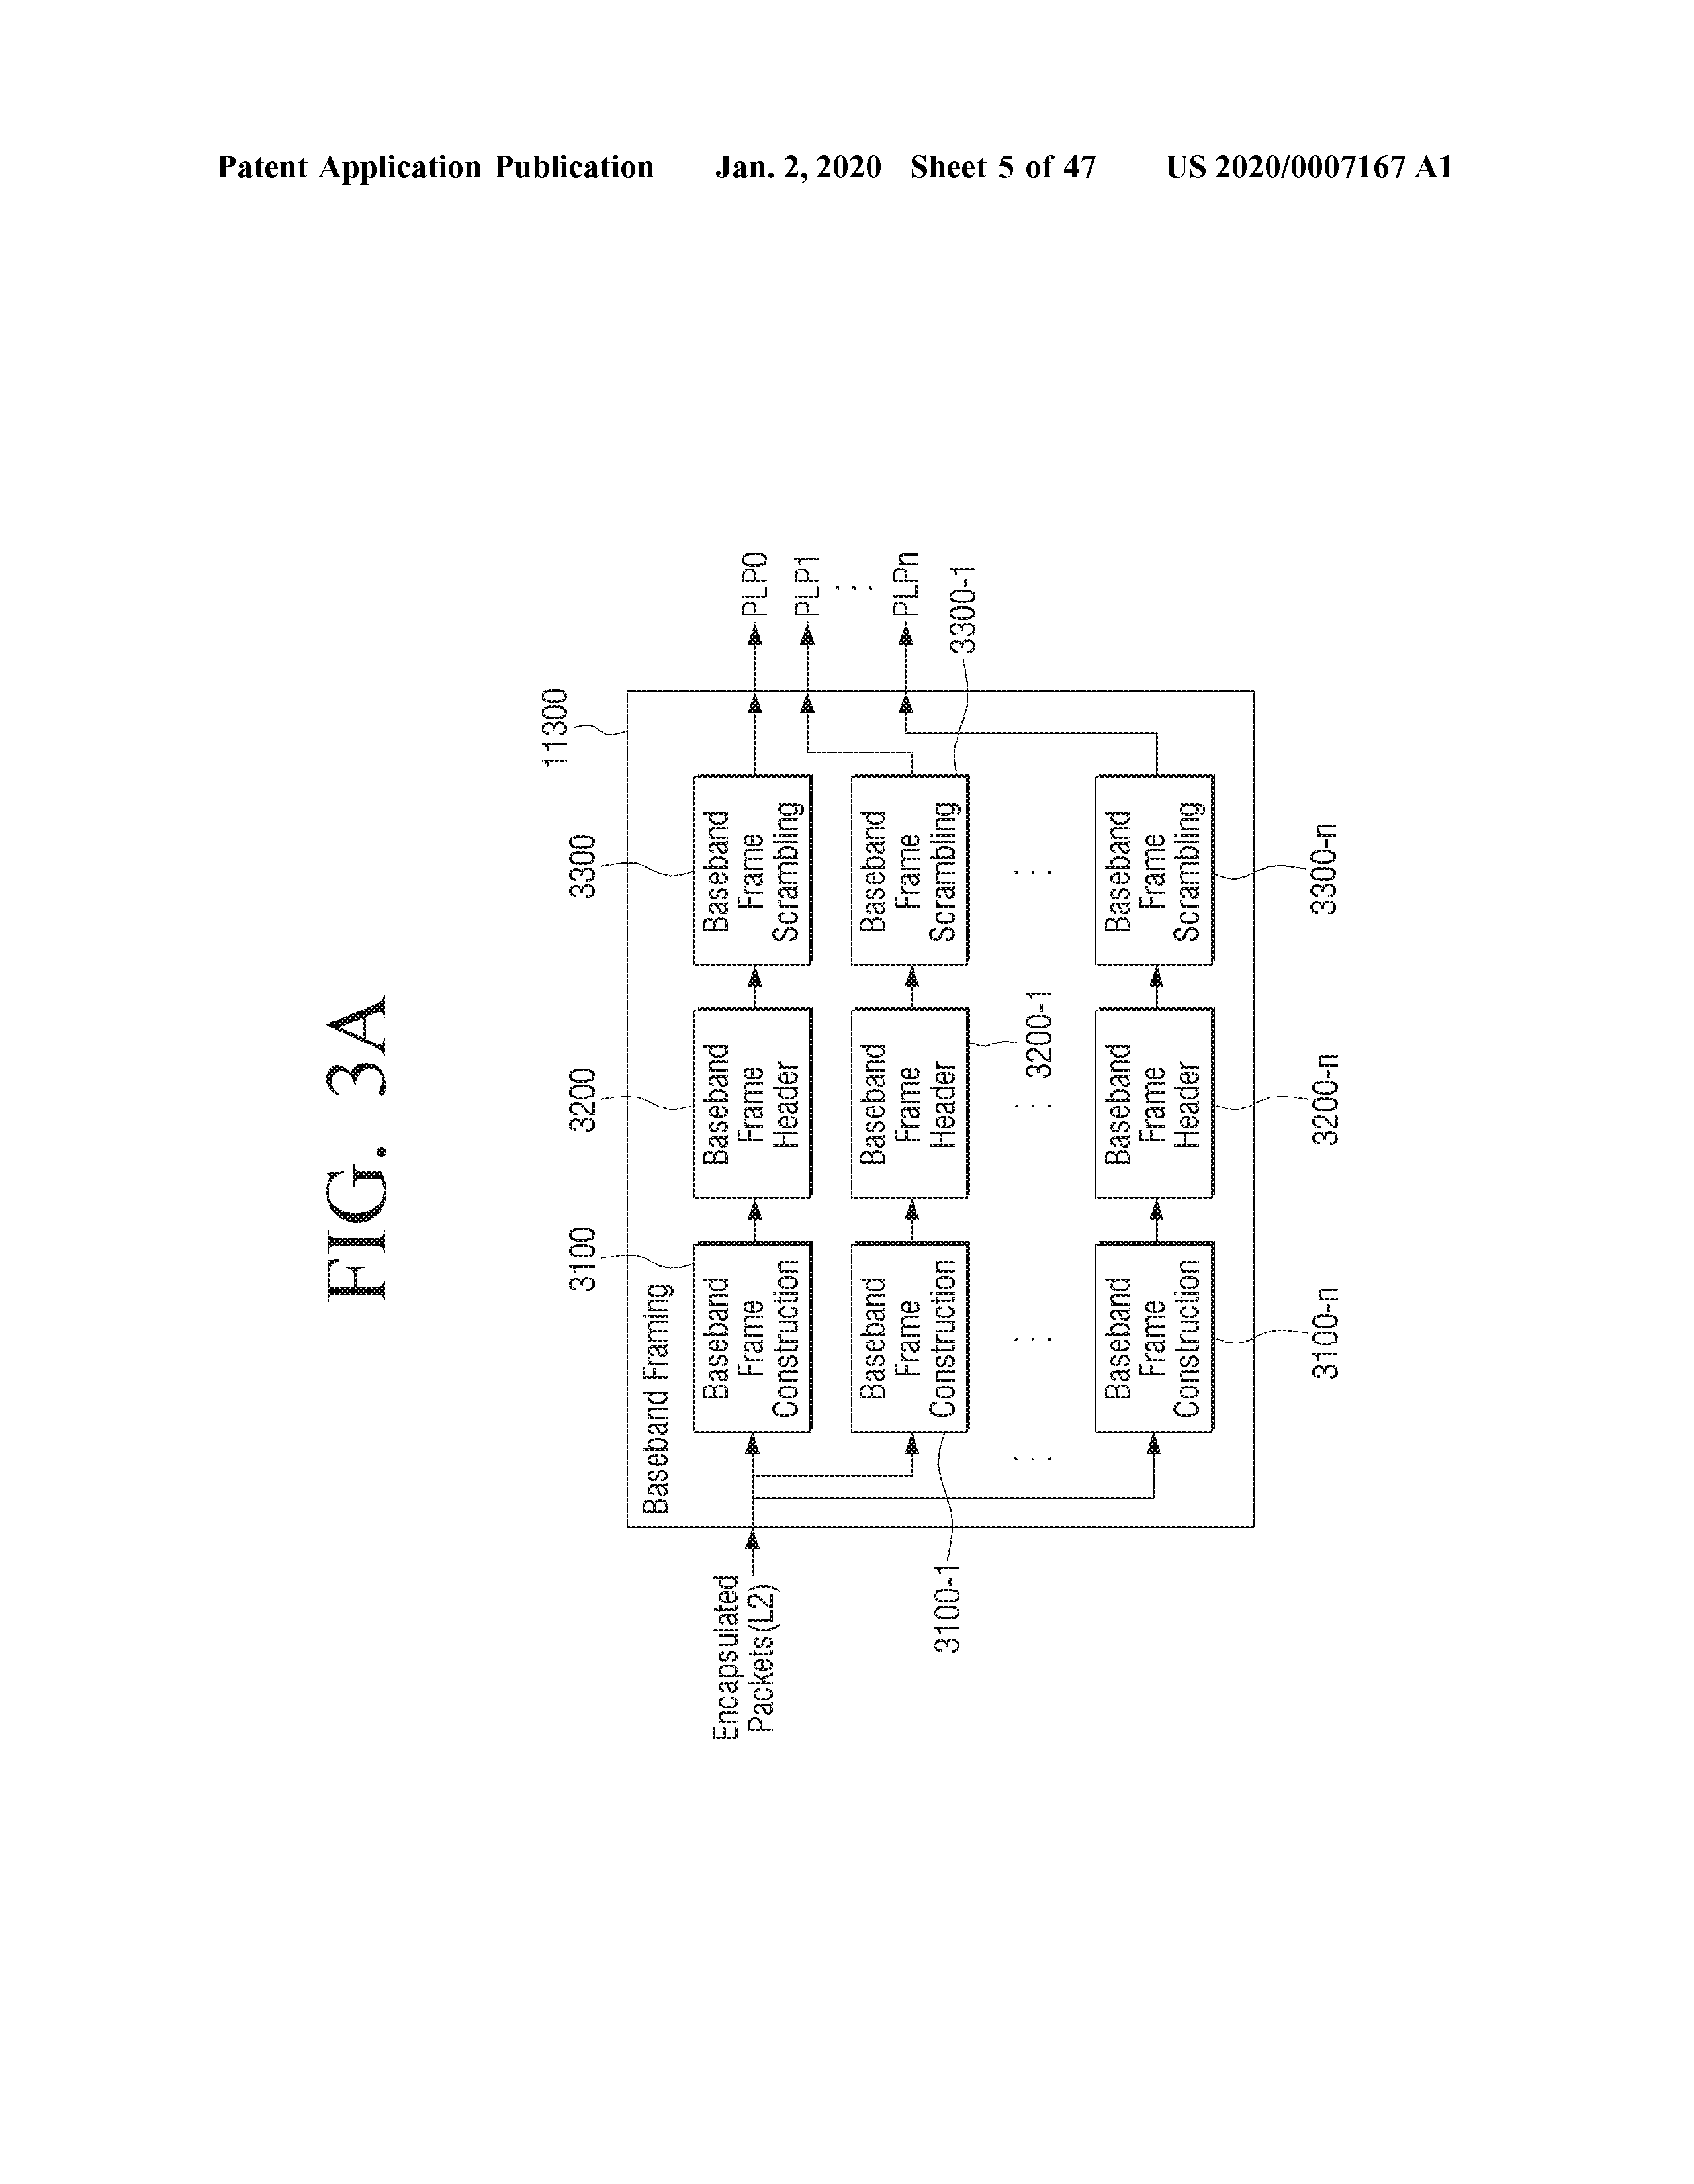 Patent Application Publication Jan. 2, 2020 Sheet 5 of 47 US 2020/0007167 A1
FIG. 3A
11300
Baseband Framing
Encapsulated
Packets(L2)
3100
Baseband
Frame
Construction
3200
Baseband
Frame
Header
3300
Baseband
Frame
Scrambling
PLP0
3100-1
Baseband
Frame
Construction
3200-1
Baseband
Frame
Header
3300-1
Baseband
Frame
Scrambling
PLP1
. . .
. . .
. . .
. . .
. . .
3100-n
Baseband
Frame
Construction
3200-n
Baseband
Frame
Header
3300-n
Baseband
Frame
Scrambling
PLPn